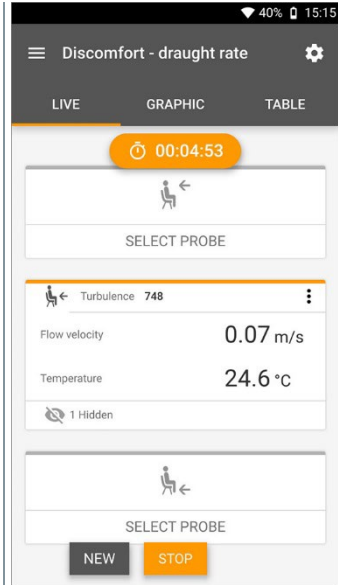 40% 15:15
Discomfort - draught rate
LIVE GRAPHIC TABLE
00:04:53
SELECT PROBE
Turbulence 748
Flow velocity 0.07 m/s
Temperature 24.6 °C
1 Hidden
SELECT PROBE
NEW STOP